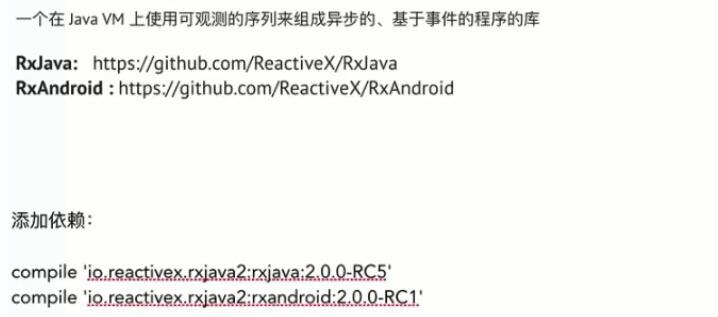 一个在 Java VM 上使用可观测的序列来组成异步的、基于事件的程序的库
RxJava: https://github.com/ReactiveX/RxJava
RxAndroid : https://github.com/ReactiveX/RxAndroid
添加依赖：
compile 'io.reactivex.rxjava2:rxjava:2.0.0-RC5'
compile 'io.reactivex.rxjava2:rxandroid:2.0.0-RC1'